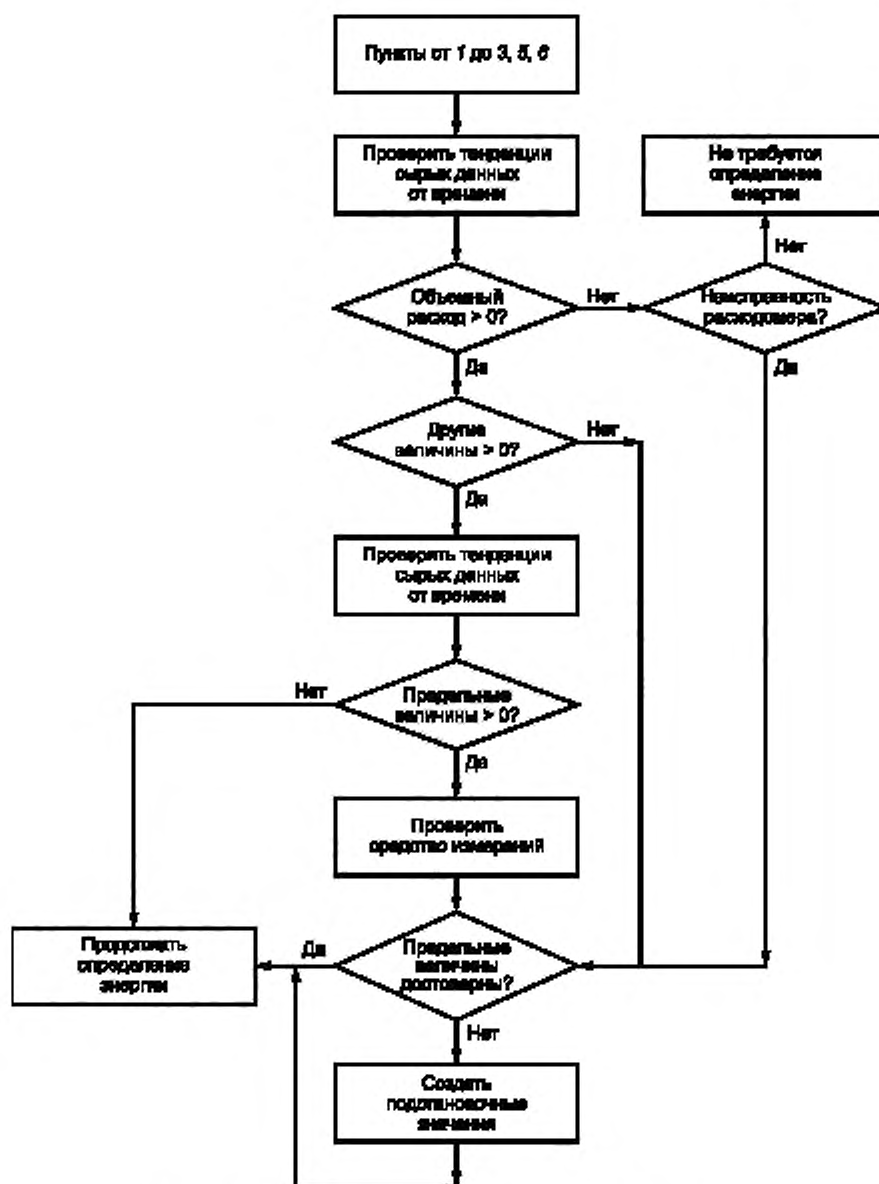 Пункты от 1 до 3, 5, 6
Проверить тенденции
сырых данных
от времени
Не требуется
определение
энергии
Нет
Объемный
расход > 0?
Нет
Неисправность
расходомера?
Да
Да
Другие
величины > 0?
Нет
Да
Проверить тенденции
сырых данных
от времени
Нет
Предельные
величины > 0?
Да
Проверить
средство измерений
Продолжить
определение
энергии
Да
Предельные
величины
достоверны?
Нет
Создать
подстановочные
значения